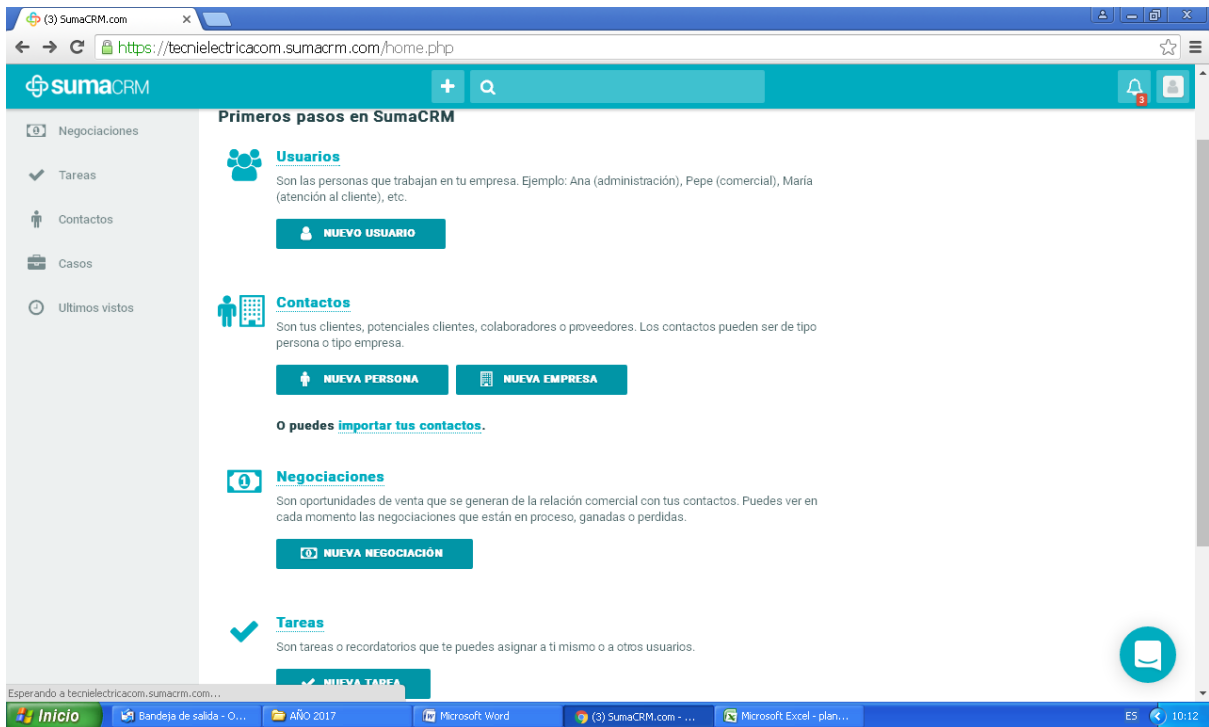 (3) SumaCRM.com
https://tecnielectricacom.sumacrm.com/home.php
sumaCRM
3
Negociaciones
Tareas
Contactos
Casos
Ultimos vistos
Primeros pasos en SumaCRM
Usuarios
Son las personas que trabajan en tu empresa. Ejemplo: Ana (administración), Pepe (comercial), María
(atención al cliente), etc.
NUEVO USUARIO
Contactos
Son tus clientes, potenciales clientes, colaboradores o proveedores. Los contactos pueden ser de tipo
persona o tipo empresa.
NUEVA PERSONA
NUEVA EMPRESA
O puedes importar tus contactos.
Negociaciones
Son oportunidades de venta que se generan de la relación comercial con tus contactos. Puedes ver en
cada momento las negociaciones que están en proceso, ganadas o perdidas.
NUEVA NEGOCIACIÓN
Tareas
Son tareas o recordatorios que te puedes asignar a ti mismo o a otros usuarios.
NUEVA TAREA
Esperando a tecnielectricacom.sumacrm.com...
Inicio
Bandeja de salida - O...
AÑO 2017
Microsoft Word
(3) SumaCRM.com - ...
Microsoft Excel - plan...
ES
10:12